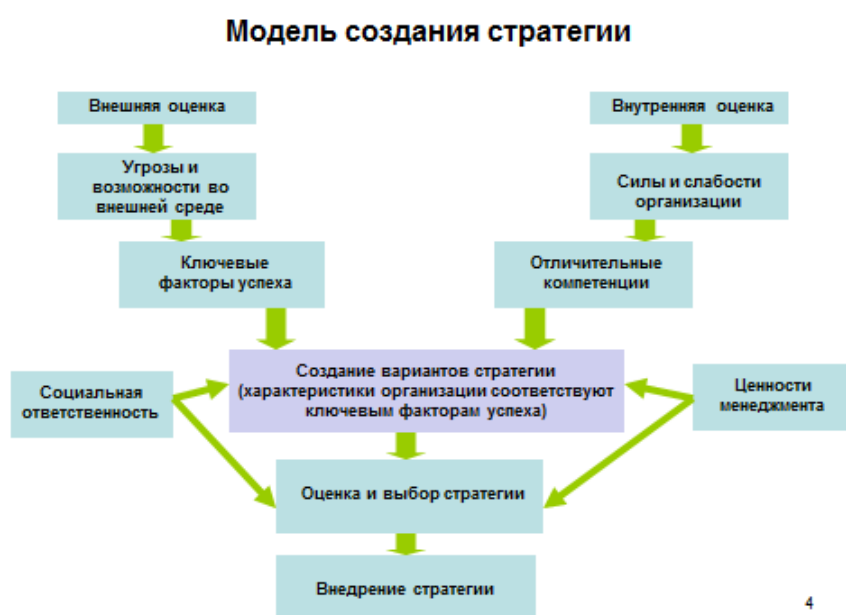 Модель создания стратегии
Внешняя оценка
Внутренняя оценка
Угрозы и
возможности во
внешней среде
Силы и слабости
организации
Ключевые
факторы успеха
Отличительные
компетенции
Создание вариантов стратегии
(характеристики организации соответствуют
ключевым факторам успеха)
Социальная
ответственность
Ценности
менеджмента
Оценка и выбор стратегии
Внедрение стратегии
4